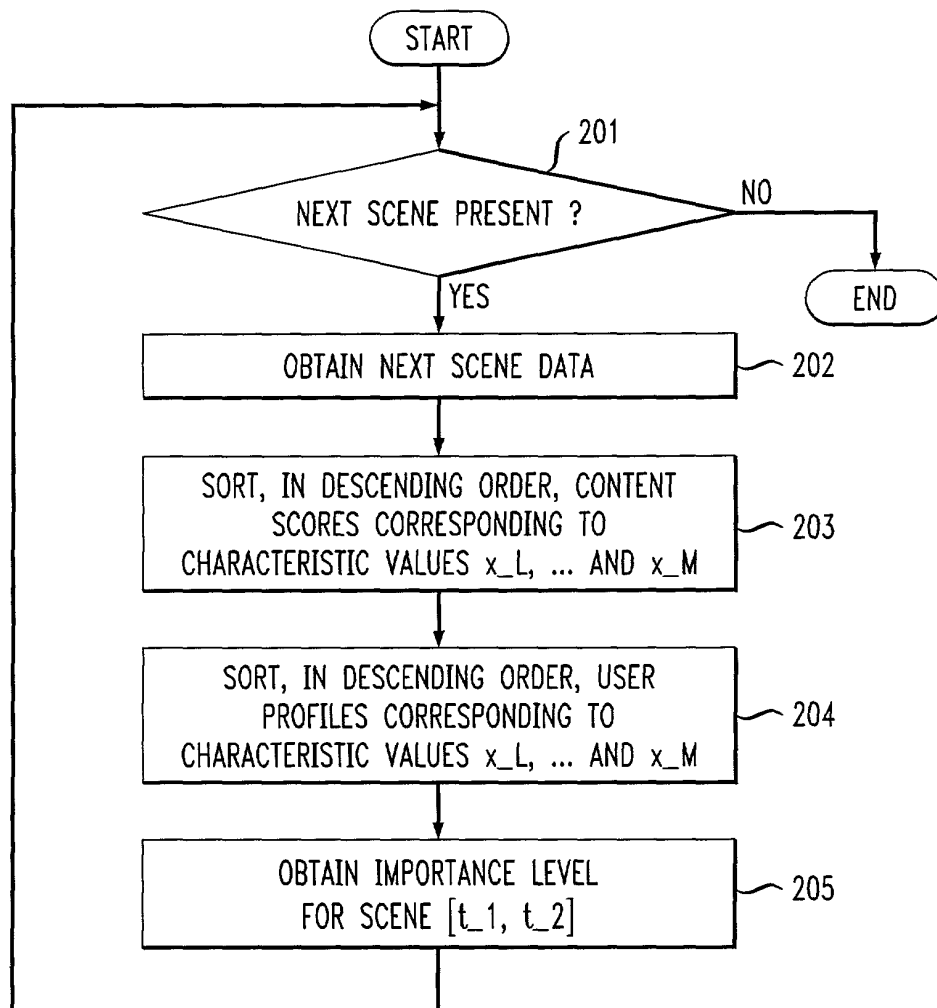 START
201
NEXT SCENE PRESENT ?
NO
YES
END
OBTAIN NEXT SCENE DATA
202
SORT, IN DESCENDING ORDER, CONTENT
SCORES CORRESPONDING TO
CHARACTERISTIC VALUES x_L, ... AND x_M
203
SORT, IN DESCENDING ORDER, USER
PROFILES CORRESPONDING TO
CHARACTERISTIC VALUES x_L, ... AND x_M
204
OBTAIN IMPORTANCE LEVEL
FOR SCENE [t_1, t_2]
205